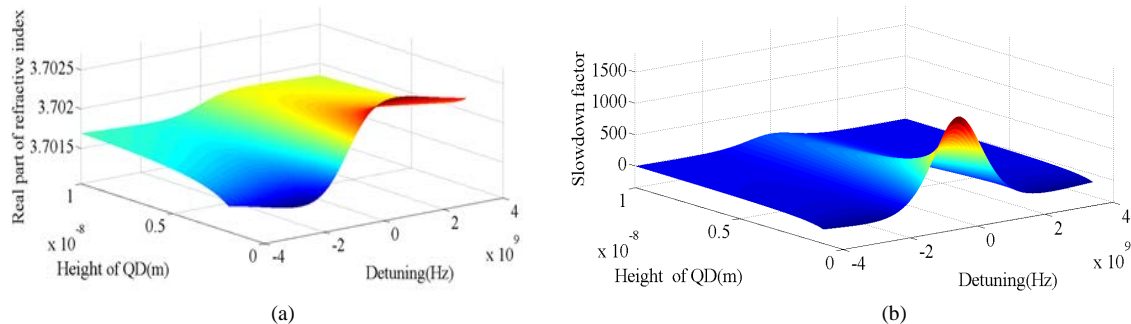 Real part of refractive index
3.7025
3.702
3.7015
1
0.5
0
x 10 -8
Height of QD(m)
-4
-2
0
2
4
x 10 9
Detuning(Hz)
(a)
Slowdown factor
1500
1000
500
0
1
0.5
0
x 10 -8
Height of QD(m)
-4
-2
0
2
4
x 10 9
Detuning(Hz)
(b)